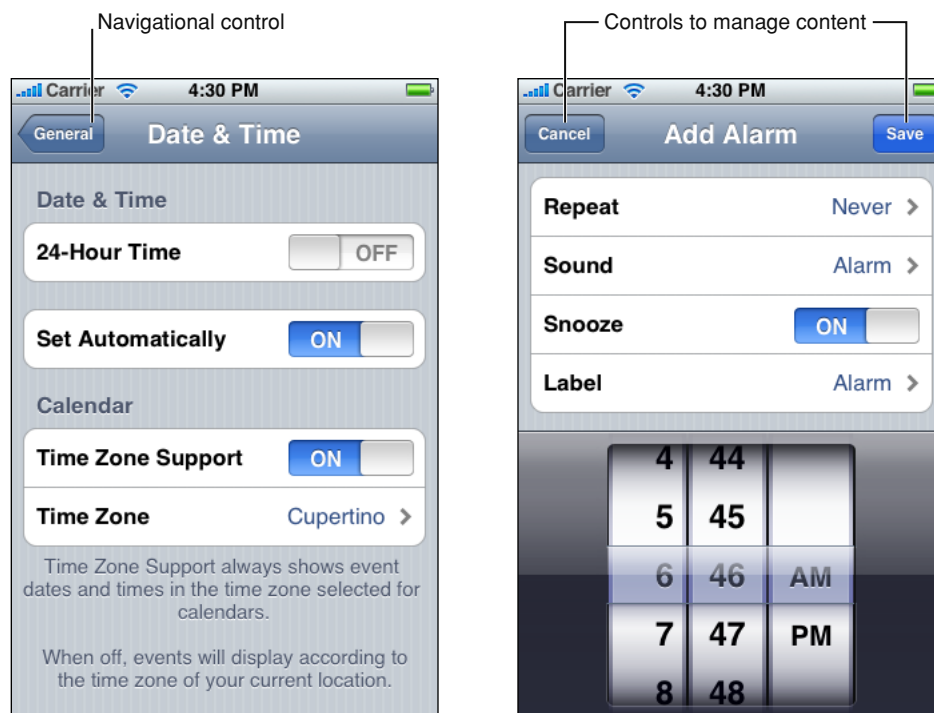 Navigational control
Controls to manage content
Carrier 4:30 PM
General Date & Time
Date & Time
24-Hour Time OFF
Set Automatically ON
Calendar
Time Zone Support ON
Time Zone Cupertino
Time Zone Support always shows event
dates and times in the time zone selected for
calendars.
When off, events will display according to
the time zone of your current location.
Carrier 4:30 PM
Cancel Add Alarm Save
Repeat Never
Sound Alarm
Snooze ON
Label Alarm
4 44
5 45
6 46 AM
7 47 PM
8 48